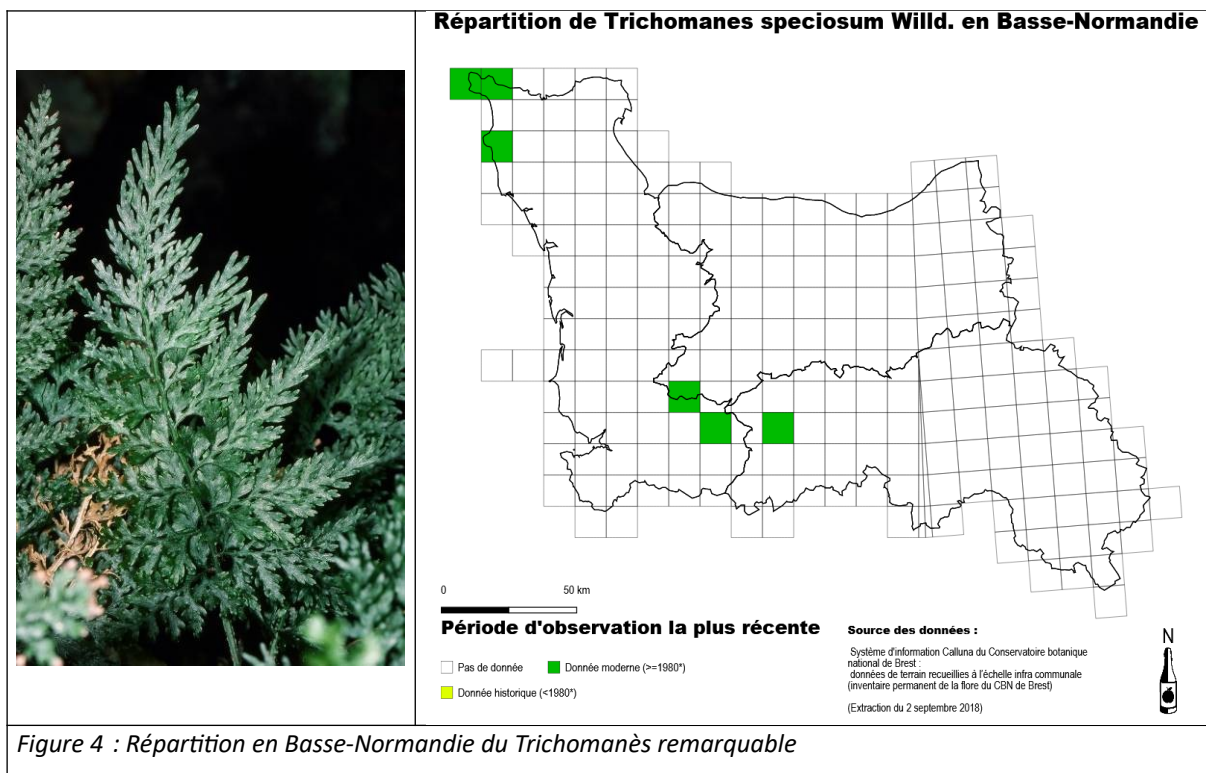 Répartition de Trichomanes speciosum Willd. en Basse-Normandie
0 50 km
Période d'observation la plus récente
Pas de donnée Donnée moderne (>=1980*)
Donnée historique (<1980*)
Source des données :
Système d'information Calluna du Conservatoire botanique
national de Brest :
données de terrain recueillies à l'échelle infra communale
(inventaire permanent de la flore du CBN de Brest)
(Extraction du 2 septembre 2018)
N
Figure 4 : Répartition en Basse-Normandie du Trichomanès remarquable